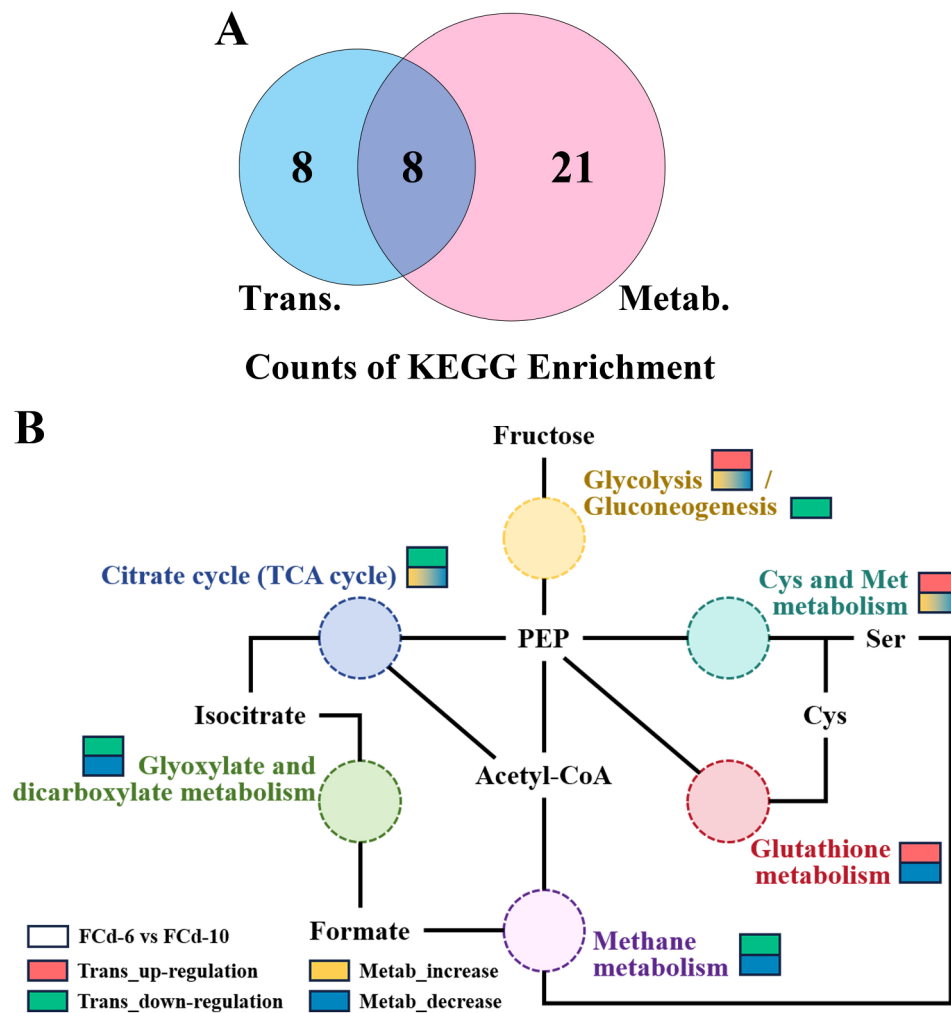 A
8 8 21
Trans. Metab.
Counts of KEGG Enrichment
B
Fructose
Glycolysis /
Gluconeogenesis
Citrate cycle (TCA cycle)
Cys and Met
metabolism
PEP
Ser
Isocitrate
Cys
Glyoxylate and
dicarboxylate metabolism
Acetyl-CoA
Glutathione
metabolism
Formate
Methane
metabolism
FCd-6 vs FCd-10
Trans_up-regulation
Metab_increase
Trans_down-regulation
Metab_decrease